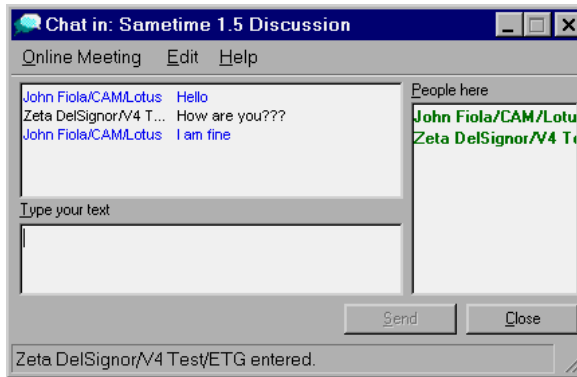 Chat in: Sametime 1.5 Discussion
Online Meeting Edit Help
John Fiola/CAM/Lotus Hello
Zeta DelSignor/V4 T... How are you???
John Fiola/CAM/Lotus I am fine
People here
John Fiola/CAM/Lotu
Zeta DelSignor/V4 Te
Type your text
Send Close
Zeta DelSignor/V4 Test/ETG entered.